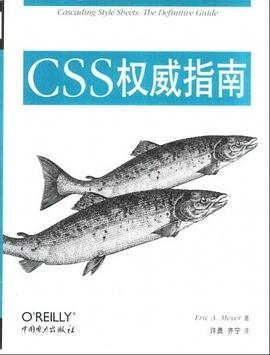 Cascading Style Sheets: The Definitive Guide
CSS权威指南
Eric A. Meyer 著
许勇 齐宁 译
O'REILLY®
中国电力出版社